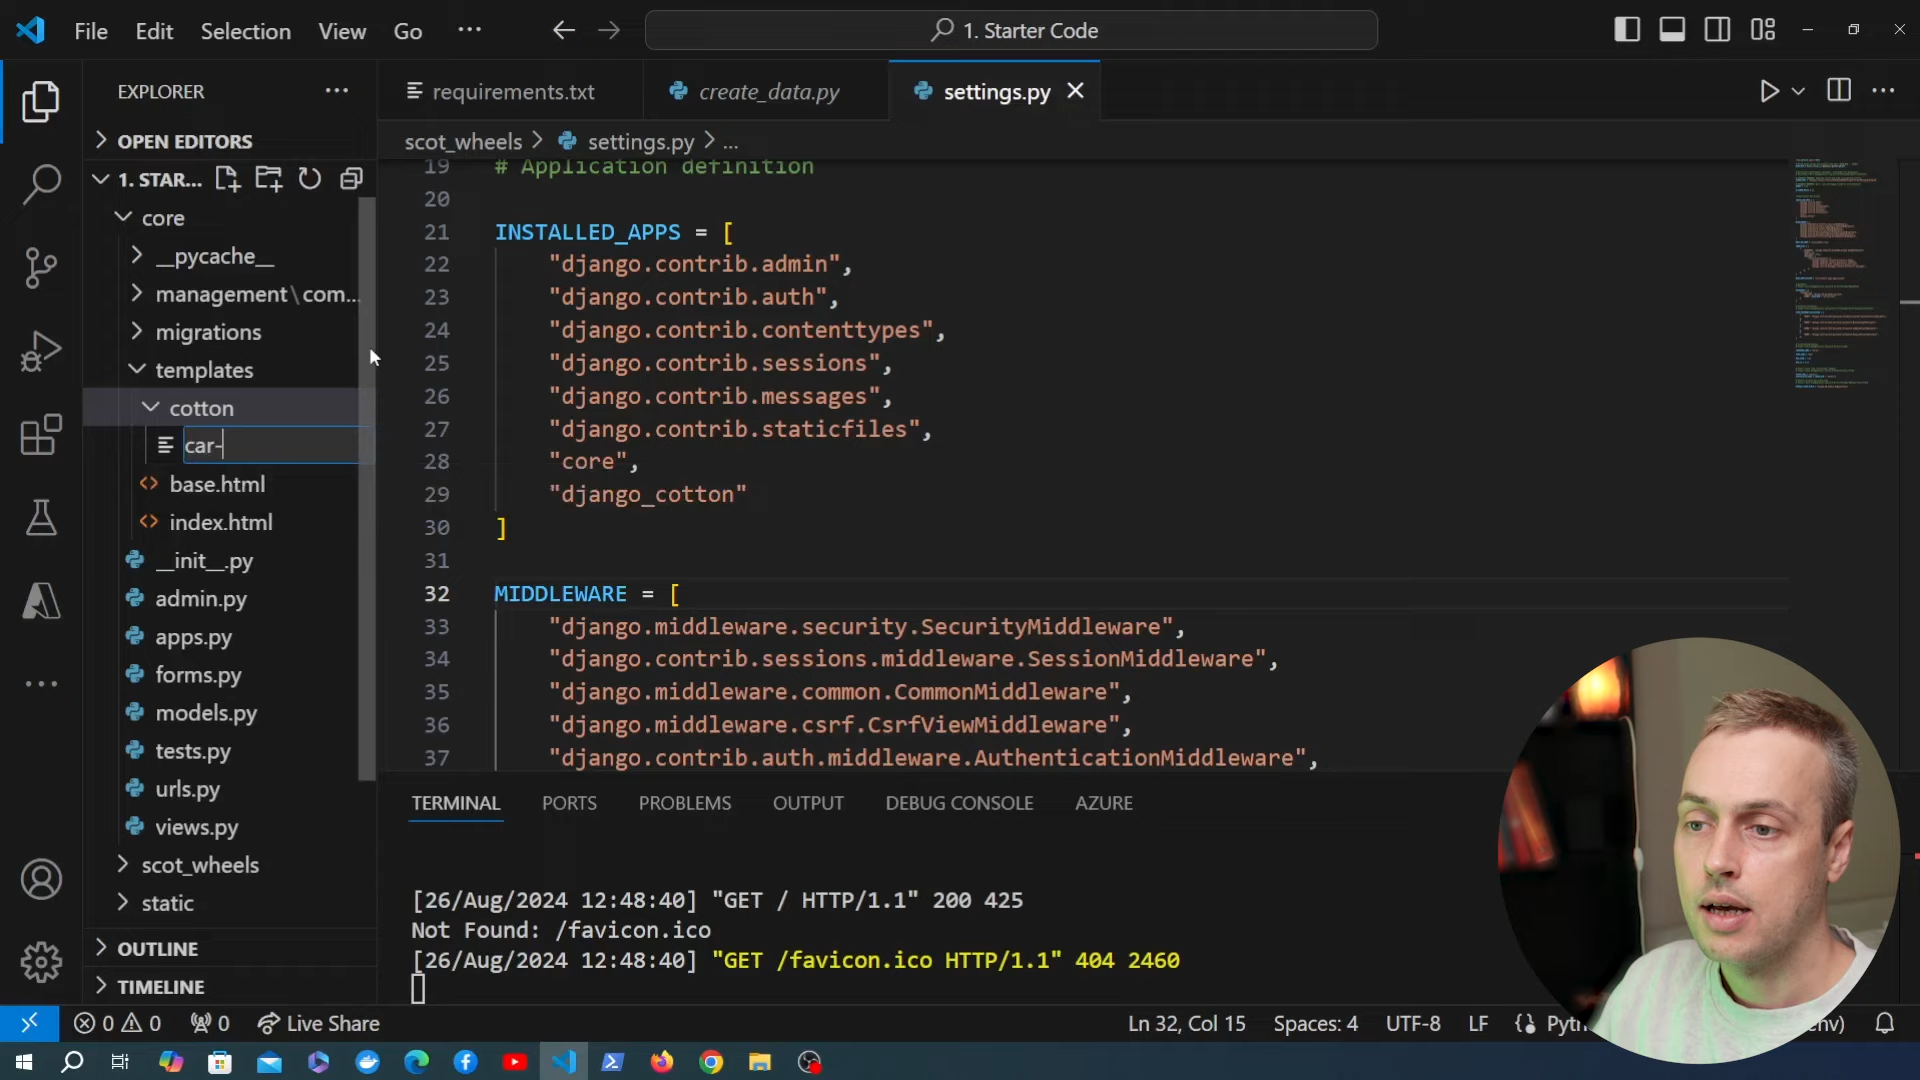 File Edit Selection View Go ···
1. Starter Code
EXPLORER
OPEN EDITORS
1. STAR...
core
__pycache__
management\com...
migrations
templates
cotton
car-
base.html
index.html
__init__.py
admin.py
apps.py
forms.py
models.py
tests.py
urls.py
views.py
scot_wheels
static
OUTLINE
TIMELINE
requirements.txt create_data.py settings.py
scot_wheels > settings.py > ...
19 # Application definition
20
21 INSTALLED_APPS = [
22 "django.contrib.admin",
23 "django.contrib.auth",
24 "django.contrib.contenttypes",
25 "django.contrib.sessions",
26 "django.contrib.messages",
27 "django.contrib.staticfiles",
28 "core",
29 "django_cotton"
30 ]
31
32 MIDDLEWARE = [
33 "django.middleware.security.SecurityMiddleware",
34 "django.contrib.sessions.middleware.SessionMiddleware",
35 "django.middleware.common.CommonMiddleware",
36 "django.middleware.csrf.CsrfViewMiddleware",
37 "django.contrib.auth.middleware.AuthenticationMiddleware",
TERMINAL PORTS PROBLEMS OUTPUT DEBUG CONSOLE AZURE
[26/Aug/2024 12:48:40] "GET / HTTP/1.1" 200 425
Not Found: /favicon.ico
[26/Aug/2024 12:48:40] "GET /favicon.ico HTTP/1.1" 404 2460
0 0 0 Live Share Ln 32, Col 15 Spaces: 4 UTF-8 LF